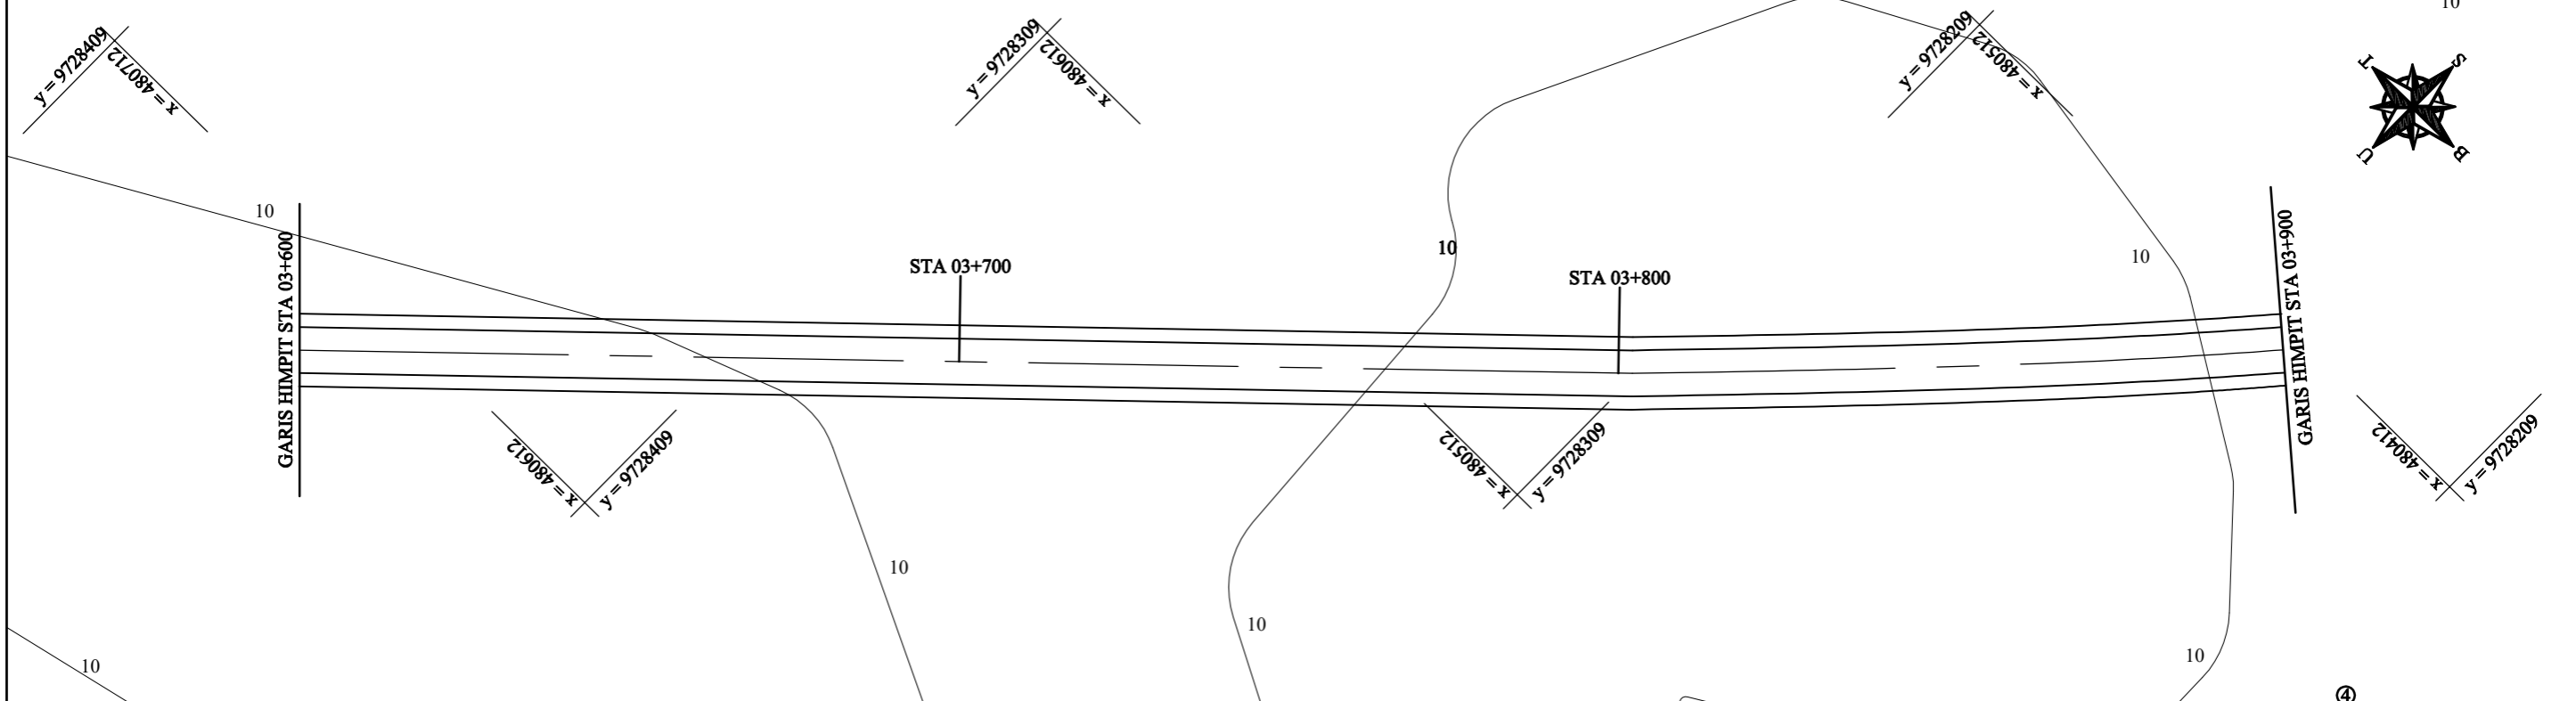 10
y = 9728409
x = 480712
y = 9728309
x = 480612
y = 9728209
x = 480512
T
S
U
B
10
GARIS HIMPIT STA 03+600
STA 03+700
10
STA 03+800
10
GARIS HIMPIT STA 03+900
x = 480612
y = 9728409
x = 480512
y = 9728309
x = 480412
y = 9728209
10
10
10
10
4